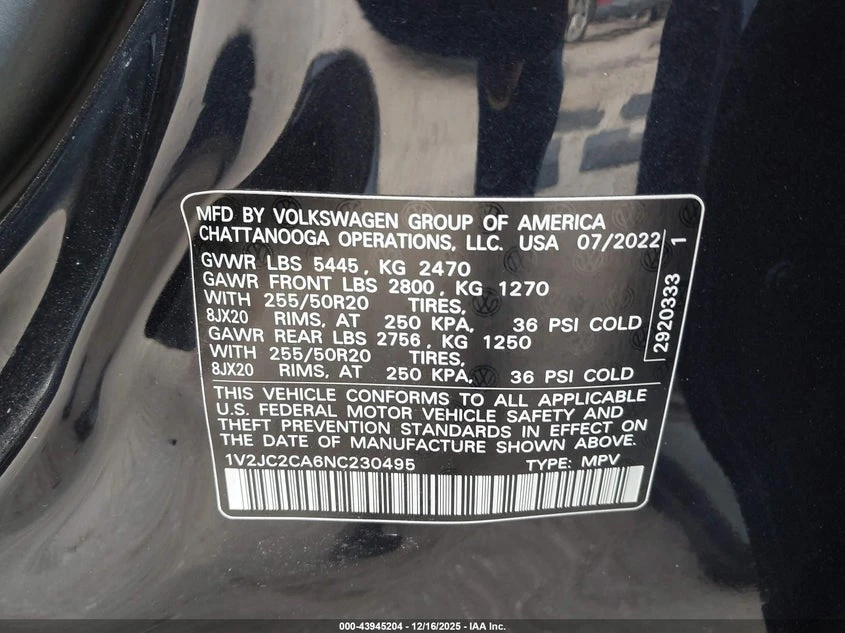 MFD BY VOLKSWAGEN GROUP OF AMERICA
CHATTANOOGA OPERATIONS, LLC. USA 07/2022
GVWR LBS 5445, KG 2470
GAWR FRONT LBS 2800, KG 1270
WITH 255/50R20 TIRES,
8JX20 RIMS, AT 250 KPA, 36 PSI COLD
GAWR REAR LBS 2756, KG 1250
WITH 255/50R20 TIRES,
8JX20 RIMS, AT 250 KPA, 36 PSI COLD
THIS VEHICLE CONFORMS TO ALL APPLICABLE
U.S. FEDERAL MOTOR VEHICLE SAFETY AND
THEFT PREVENTION STANDARDS IN EFFECT ON
THE DATE OF MANUFACTURE SHOWN ABOVE.
1V2JC2CA6NC230495 TYPE: MPV
2920333 1
000-43945204 - 12/16/2025 - IAA Inc.